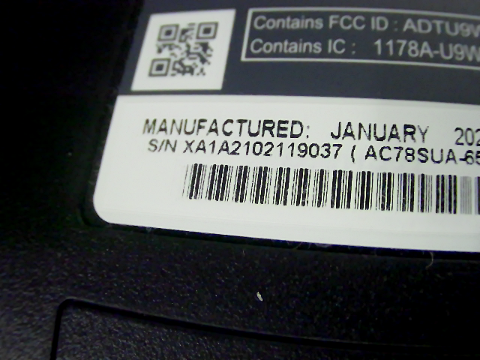 Contains FCC ID : ADTU9W
Contains IC : 1178A-U9W
MANUFACTURED: JANUARY 202
S/N XA1A2102119037 ( AC78SUA-65